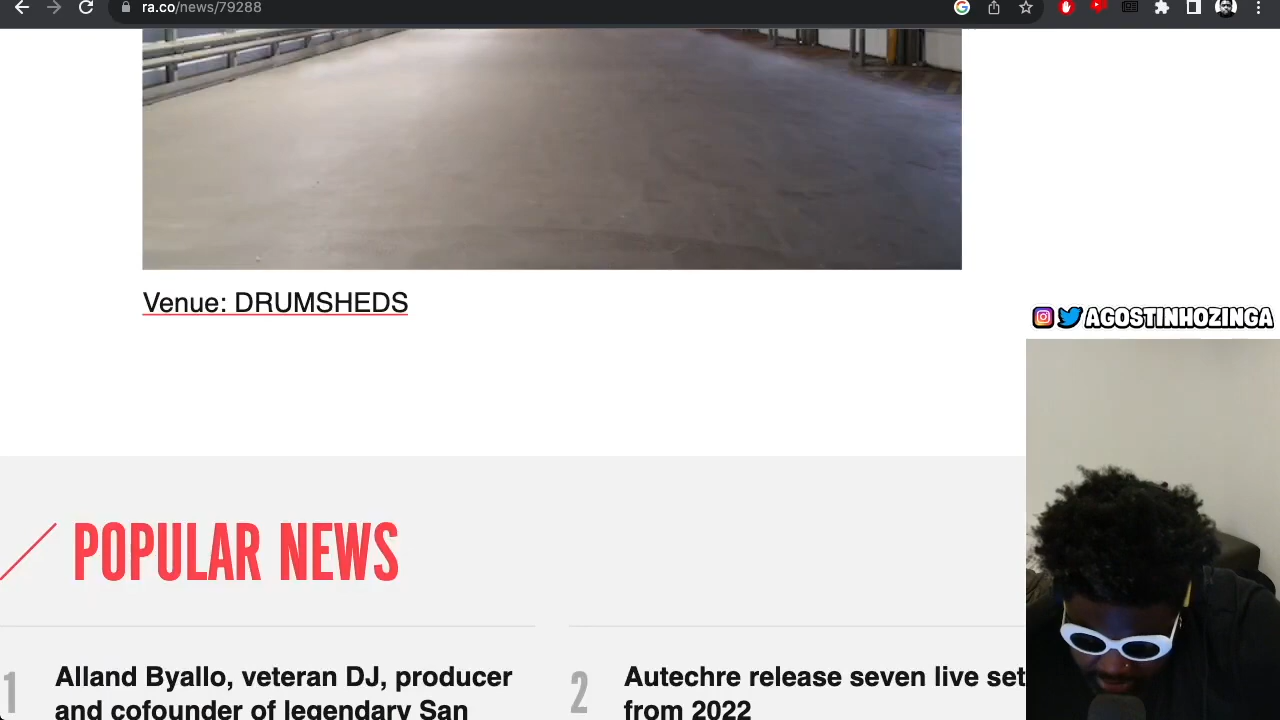 ra.co/news/79288
Venue: DRUMSHEDS
AGOSTINHOZINGA
POPULAR NEWS
1
Alland Byallo, veteran DJ, producer
and cofounder of legendary San
2
Autechre release seven live set
from 2022